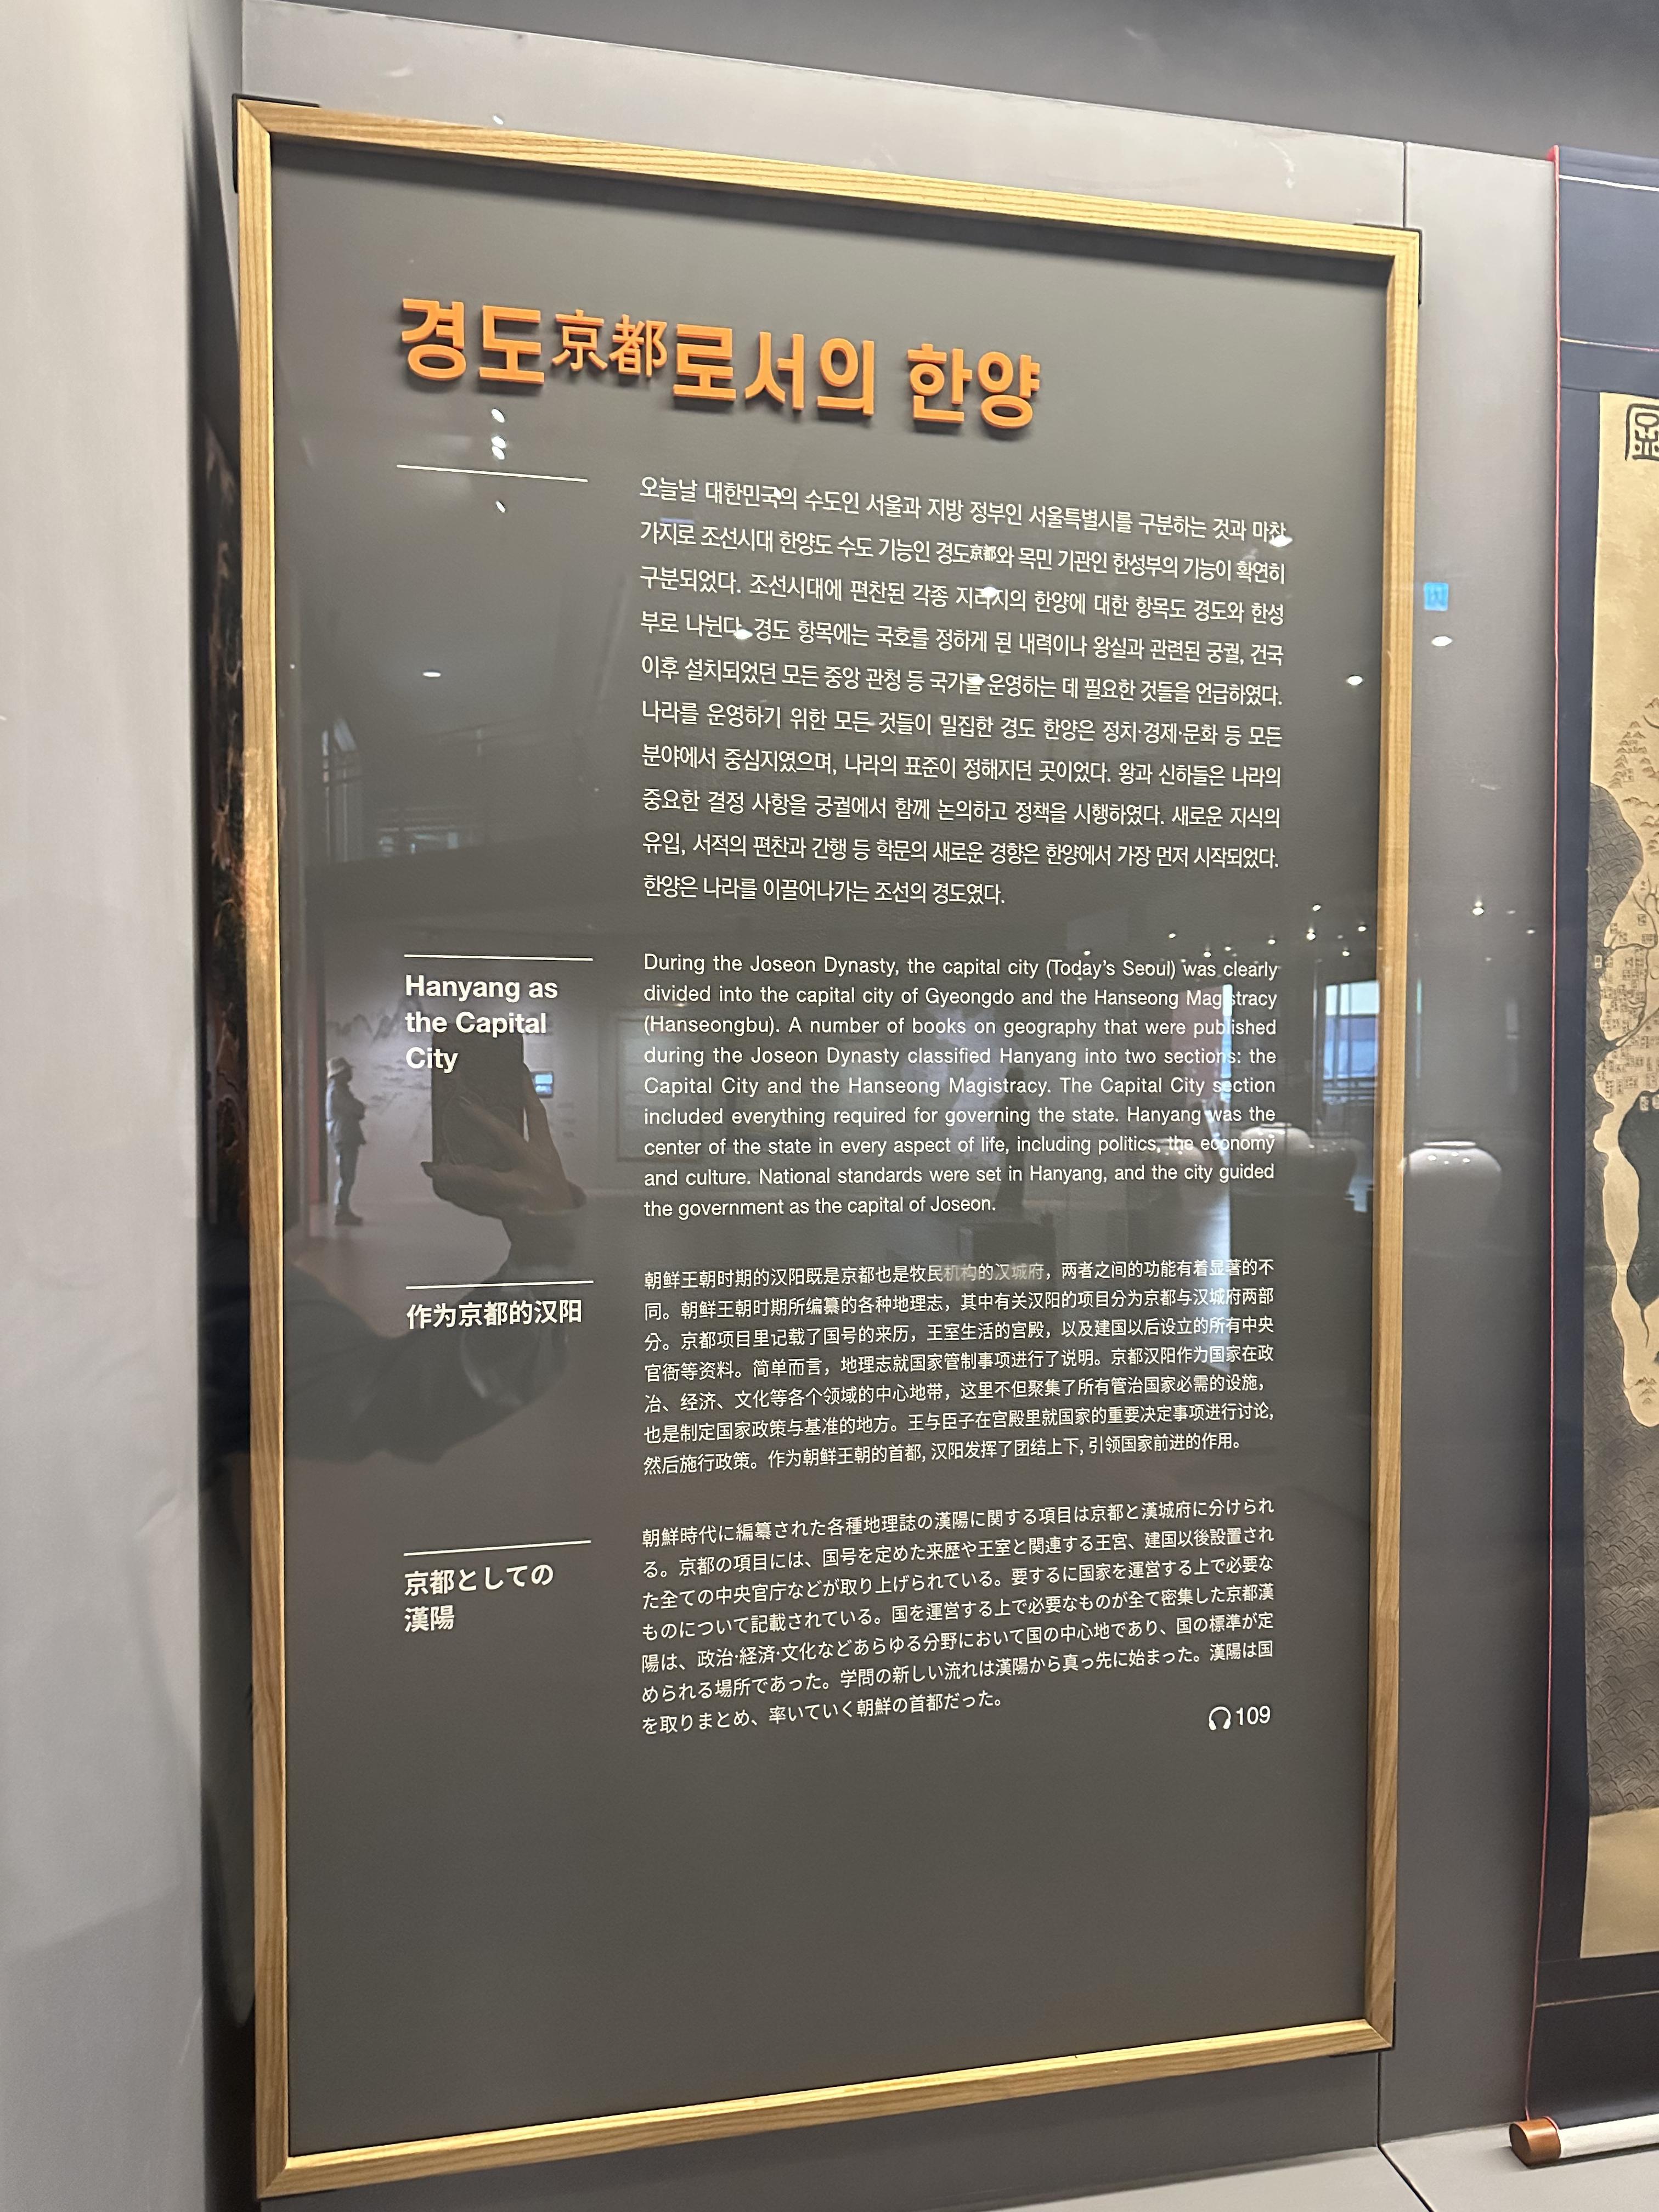 경도京都로서의 한양
오늘날 대한민국의 수도인 서울과 지방 정부인 서울특별시를 구분하는 것과 마찬
가지로 조선시대 한양도 수도 기능인 경도京都와 목민 기관인 한성부의 기능이 확연히
구분되었다. 조선시대에 편찬된 각종 지리지의 한양에 대한 항목도 경도와 한성
부로 나뉜다. 경도 항목에는 국호를 정하게 된 내력이나 왕실과 관련된 궁궐, 건국
이후 설치되었던 모든 중앙 관청 등 국가를 운영하는 데 필요한 것들을 언급하였다.
나라를 운영하기 위한 모든 것들이 밀집한 경도 한양은 정치·경제·문화 등 모든
분야에서 중심지였으며, 나라의 표준이 정해지던 곳이었다. 왕과 신하들은 나라의
중요한 결정 사항을 궁궐에서 함께 논의하고 정책을 시행하였다. 새로운 지식의
유입, 서적의 편찬과 간행 등 학문의 새로운 경향은 한양에서 가장 먼저 시작되었다.
한양은 나라를 이끌어나가는 조선의 경도였다.
Hanyang as
the Capital
City
During the Joseon Dynasty, the capital city (Today's Seoul) was clearly
divided into the capital city of Gyeongdo and the Hanseong Magistracy
(Hanseongbu). A number of books on geography that were published
during the Joseon Dynasty classified Hanyang into two sections: the
Capital City and the Hanseong Magistracy. The Capital City section
included everything required for governing the state. Hanyang was the
center of the state in every aspect of life, including politics, the economy
and culture. National standards were set in Hanyang, and the city guided
the government as the capital of Joseon.
作为京都的汉阳
朝鲜王朝时期的汉阳既是京都也是牧民机构的汉城府，两者之间的功能有着显著的不
同。朝鲜王朝时期所编纂的各种地理志，其中有关汉阳的项目分为京都与汉城府两部
分。京都项目里记载了国号的来历，王室生活的宫殿，以及建国以后设立的所有中央
官衙等资料。简单而言，地理志就国家管制事项进行了说明。京都汉阳作为国家在政
治、经济、文化等各个领域的中心地带，这里不但聚集了所有管治国家必需的设施，
也是制定国家政策与基准的地方。王与臣子在宫殿里就国家的重要决定事项进行讨论,
然后施行政策。作为朝鲜王朝的首都, 汉阳发挥了团结上下, 引领国家前进的作用。
京都としての
漢陽
朝鮮時代に編纂された各種地理誌の漢陽に関する項目は京都と漢城府に分けられ
る。京都の項目には、国号を定めた来歴や王室と関連する王宮、建国以後設置され
た全ての中央官庁などが取り上げられている。要するに国家を運営する上で必要な
ものについて記載されている。国を運営する上で必要なものが全て密集した京都漢
陽は、政治·経済·文化などあらゆる分野において国の中心地であり、国の標準が定
められる場所であった。学問の新しい流れは漢陽から真っ先に始まった。漢陽は国
を取りまとめ、率いていく朝鮮の首都だった。
109